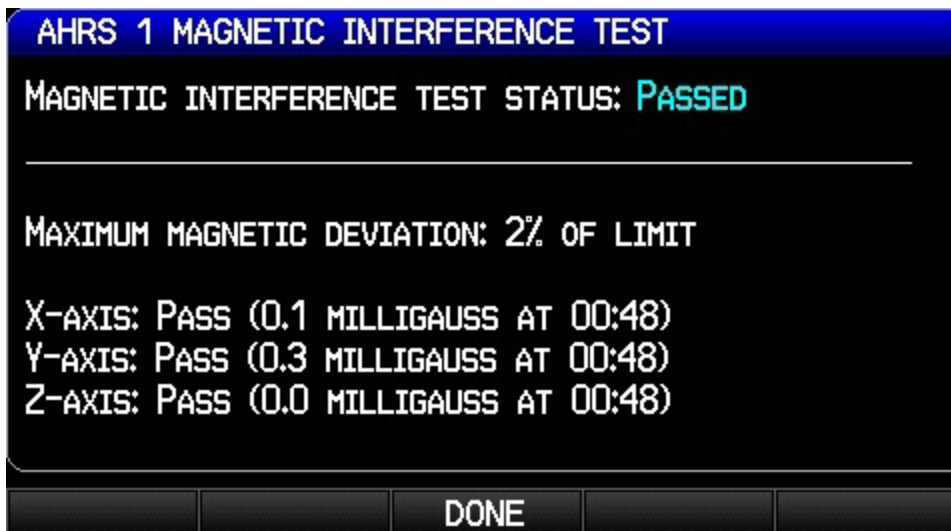 AHRS 1 MAGNETIC INTERFERENCE TEST
MAGNETIC INTERFERENCE TEST STATUS: PASSED
MAXIMUM MAGNETIC DEVIATION: 2% OF LIMIT
X-AXIS: PASS (0.1 MILLIGAUSS AT 00:48)
Y-AXIS: PASS (0.3 MILLIGAUSS AT 00:48)
Z-AXIS: PASS (0.0 MILLIGAUSS AT 00:48)
DONE